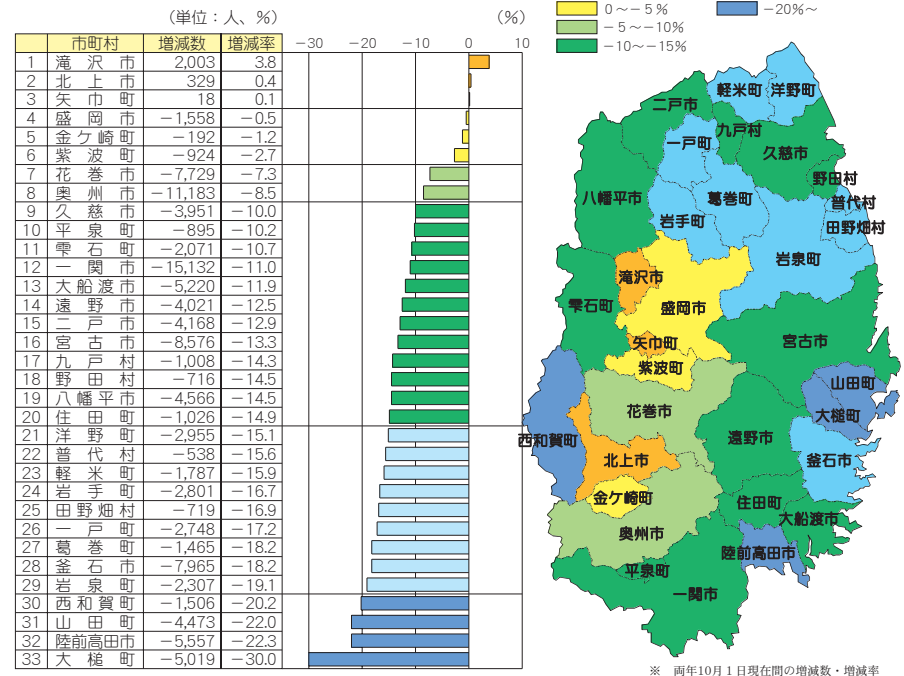 （単位：人、%）
（%）
市町村 増減数 増減率 −30 −20 −10 0 10
1 滝沢市 2,003 3.8
2 北上市 329 0.4
3 矢巾町 18 0.1
4 盛岡市 −1,558 −0.5
5 金ケ崎町 −192 −1.2
6 紫波町 −924 −2.7
7 花巻市 −7,729 −7.3
8 奥州市 −11,183 −8.5
9 久慈市 −3,951 −10.0
10 平泉町 −895 −10.2
11 雫石町 −2,071 −10.7
12 一関市 −15,132 −11.0
13 大船渡市 −5,220 −11.9
14 遠野市 −4,021 −12.5
15 二戸市 −4,168 −12.9
16 宮古市 −8,576 −13.3
17 九戸村 −1,008 −14.3
18 野田村 −716 −14.5
19 八幡平市 −4,566 −14.5
20 住田町 −1,026 −14.9
21 洋野町 −2,955 −15.1
22 普代村 −538 −15.6
23 軽米町 −1,787 −15.9
24 岩手町 −2,801 −16.7
25 田野畑村 −719 −16.9
26 一戸町 −2,748 −17.2
27 葛巻町 −1,465 −18.2
28 釜石市 −7,965 −18.2
29 岩泉町 −2,307 −19.1
30 西和賀町 −1,506 −20.2
31 山田町 −4,473 −22.0
32 陸前高田市 −5,557 −22.3
33 大槌町 −5,019 −30.0
0～−5％
−5～−10%
−10～−15%
−20%～
軽米町
洋野町
二戸市
九戸村
一戸町
久慈市
野田村
八幡平市
葛巻町
普代村
岩手町
田野畑村
岩泉町
滝沢市
雫石町
盛岡市
矢巾町
宮古市
紫波町
山田町
花巻市
大槌町
西和賀町
遠野市
北上市
釜石市
金ケ崎町
住田町
大船渡市
奥州市
陸前高田市
平泉町
一関市
※　両年10月１日現在間の増減数・増減率